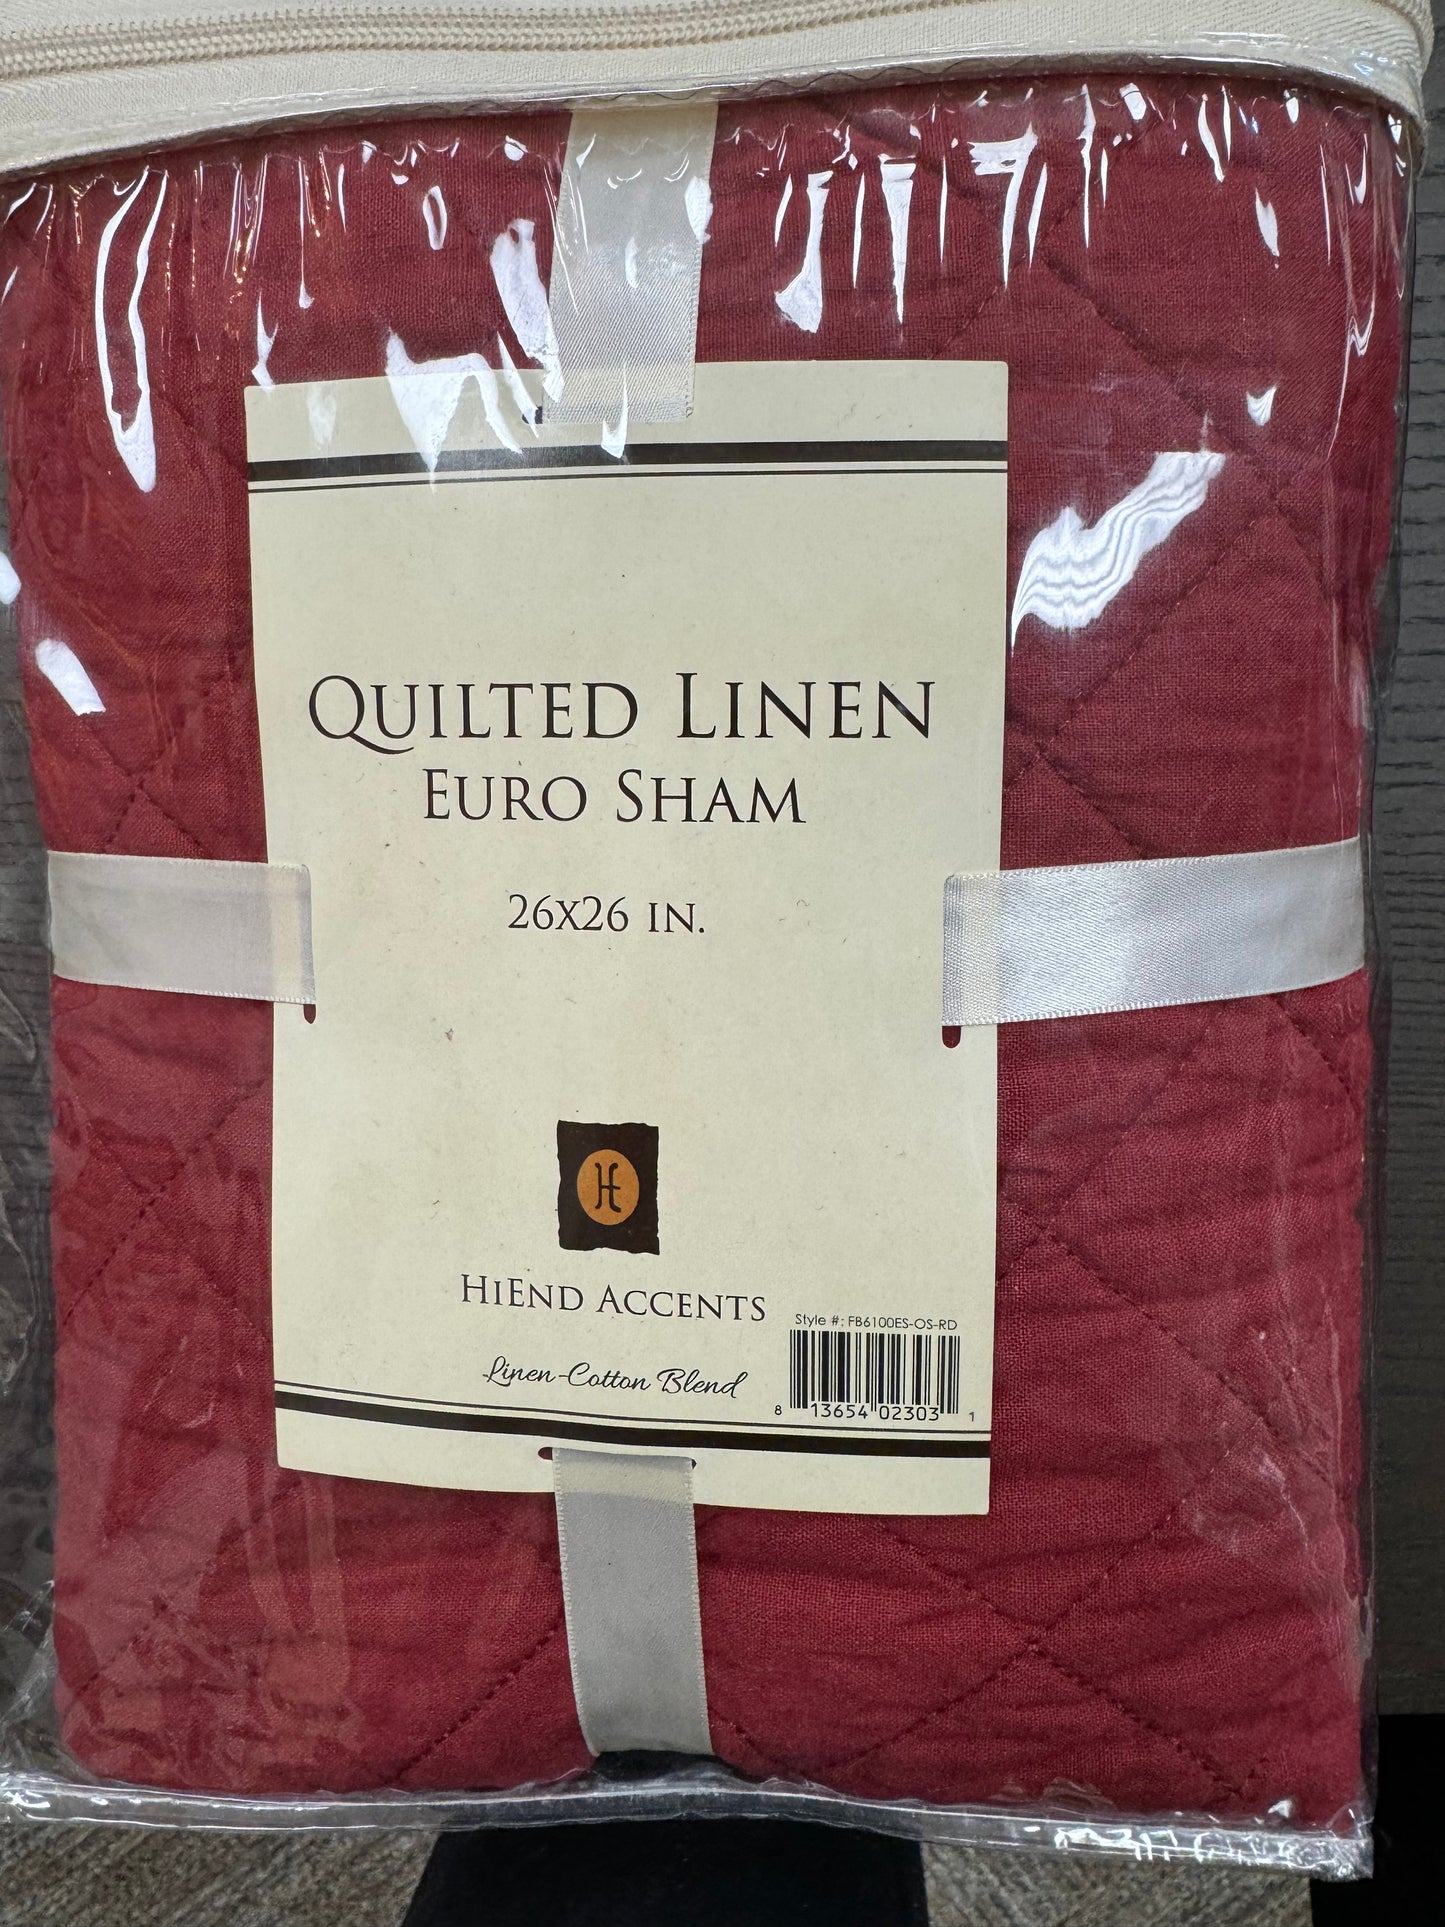 QUILTED LINEN
EURO SHAM
26X26 IN.
H
HIEND ACCENTS
Style #: FB6100ES-OS-RD
Linen-Cotton Blend
8 13654 02303 1